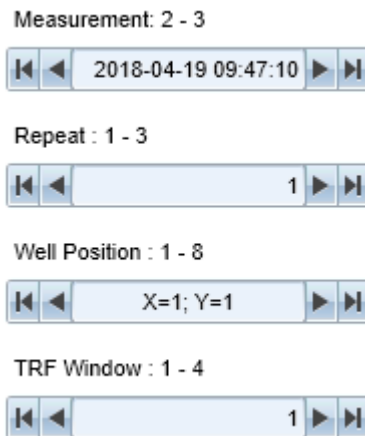 Measurement: 2 - 3
2018-04-19 09:47:10
Repeat : 1 - 3
1
Well Position : 1 - 8
X=1; Y=1
TRF Window : 1 - 4
1